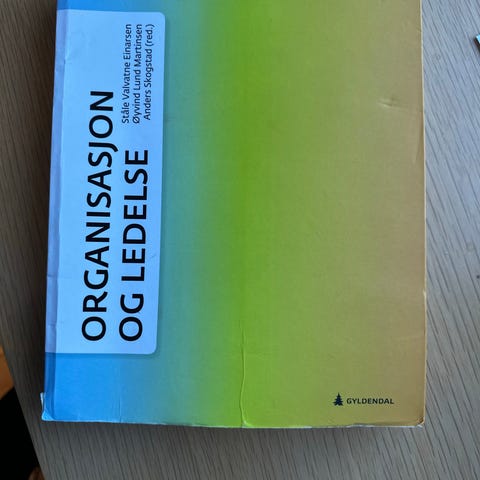 Ståle Valvatne Einarsen
Øyvind Lund Martinsen
Anders Skogstad (red.)
ORGANISASJON
OG LEDELSE
GYLDENDAL